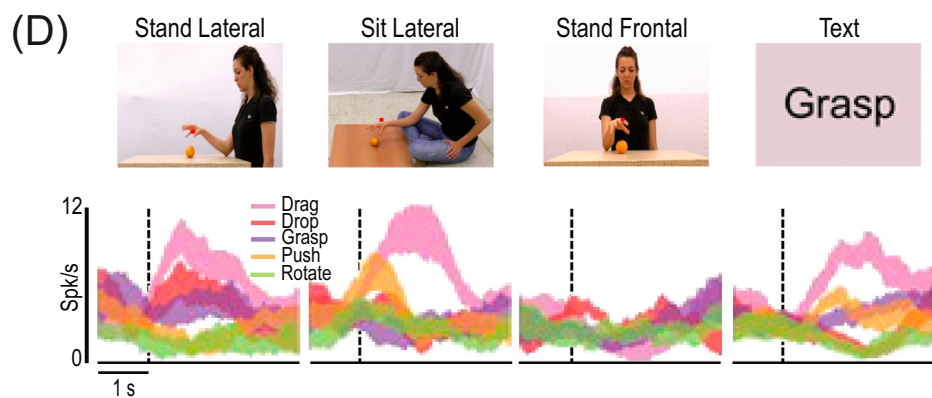 (D)
Stand Lateral
Sit Lateral
Stand Frontal
Text
Grasp
12
Spk/s
0
Drag
Drop
Grasp
Push
Rotate
1 s